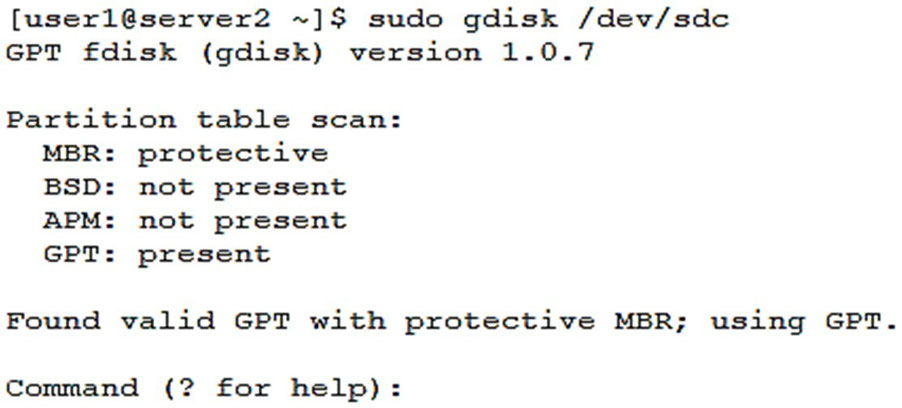 [user1@server2 ~]$ sudo gdisk /dev/sdc
GPT fdisk (gdisk) version 1.0.7
Partition table scan:
MBR: protective
BSD: not present
APM: not present
GPT: present
Found valid GPT with protective MBR; using GPT.
Command (? for help):